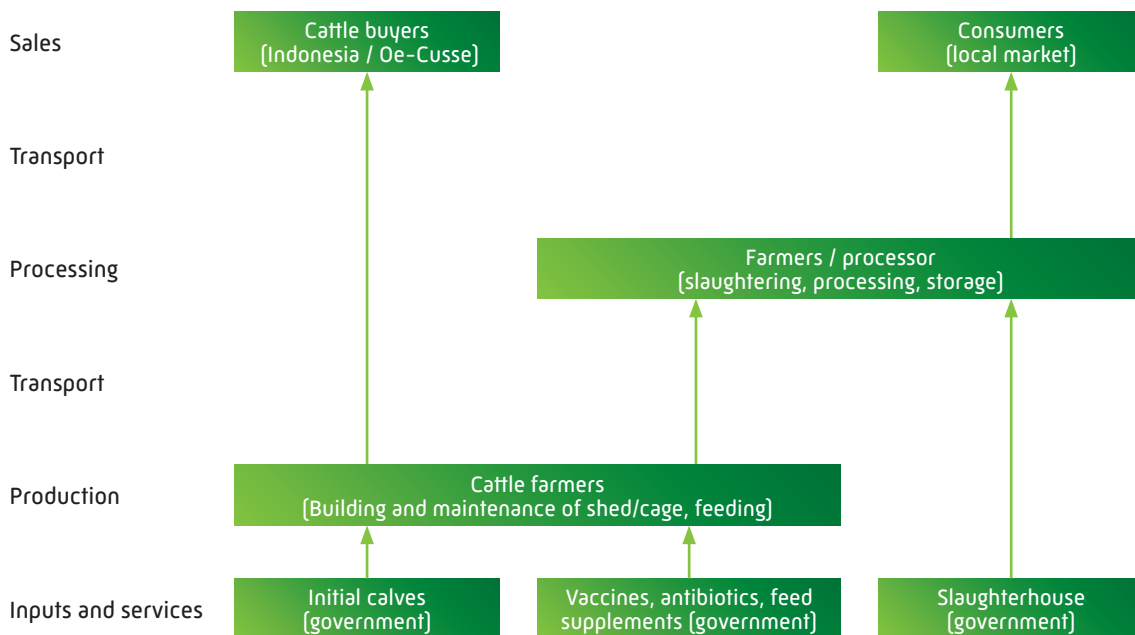 Sales
Cattle buyers
(Indonesia / Oe-Cusse)
Consumers
(local market)
Transport
Processing
Farmers / processor
(slaughtering, processing, storage)
Transport
Production
Cattle farmers
(Building and maintenance of shed/cage, feeding)
Inputs and services
Initial calves
(government)
Vaccines, antibiotics, feed
supplements (government)
Slaughterhouse
(government)